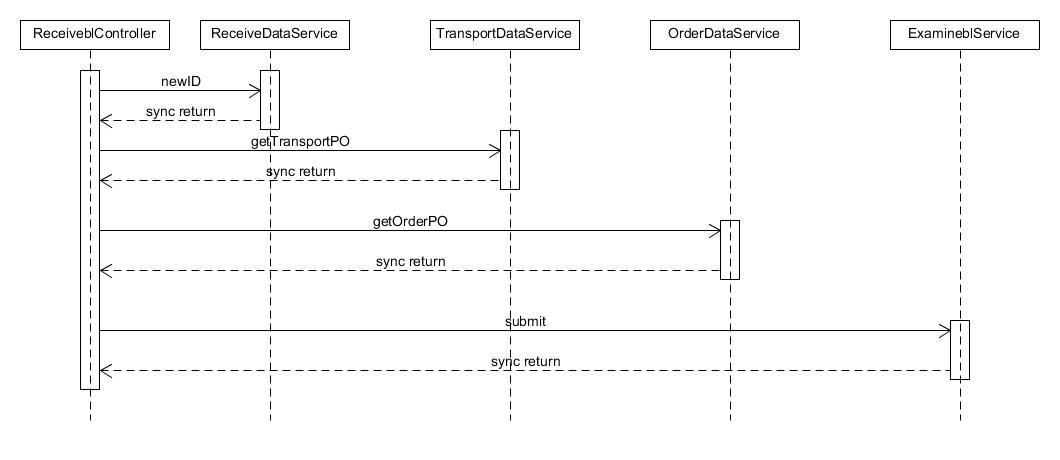 ReceiveblController
ReceiveDataService
TransportDataService
OrderDataService
ExamineblService
newID
sync return
getTransportPO
sync return
getOrderPO
sync return
submit
sync return